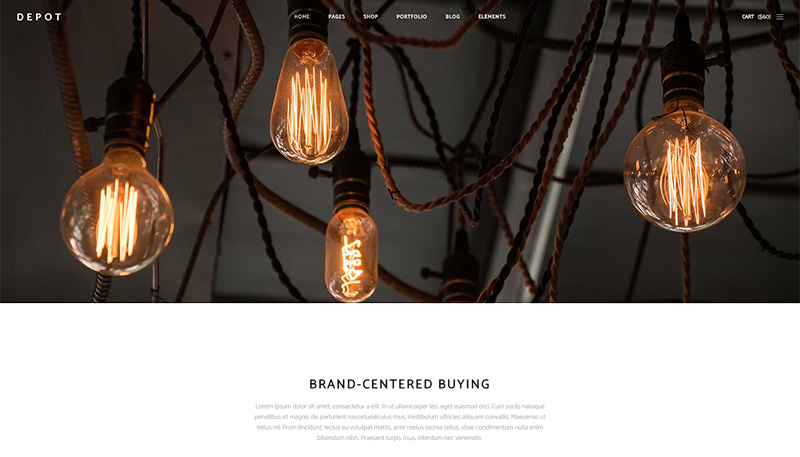 DEPOT
HOME PAGES SHOP PORTFOLIO BLOG ELEMENTS
CART ($60)
BRAND-CENTERED BUYING
Lorem ipsum dolor sit amet, consectetur a elit. In ut ullamcorper leo, eget euismod orci. Cum sociis natoque
penatibus et magnis dis parturient nasceturidiculus mus. Vestibulum ultricies aliquam convallis. Maecenas ut
tellus mi. Proin tincidunt, lectus eu volutpat mattis, ante metus lacinia tellus, vitae condimentum nulla enim
bibendum nibh. Praesent turpis risus, interdum nec venenatis